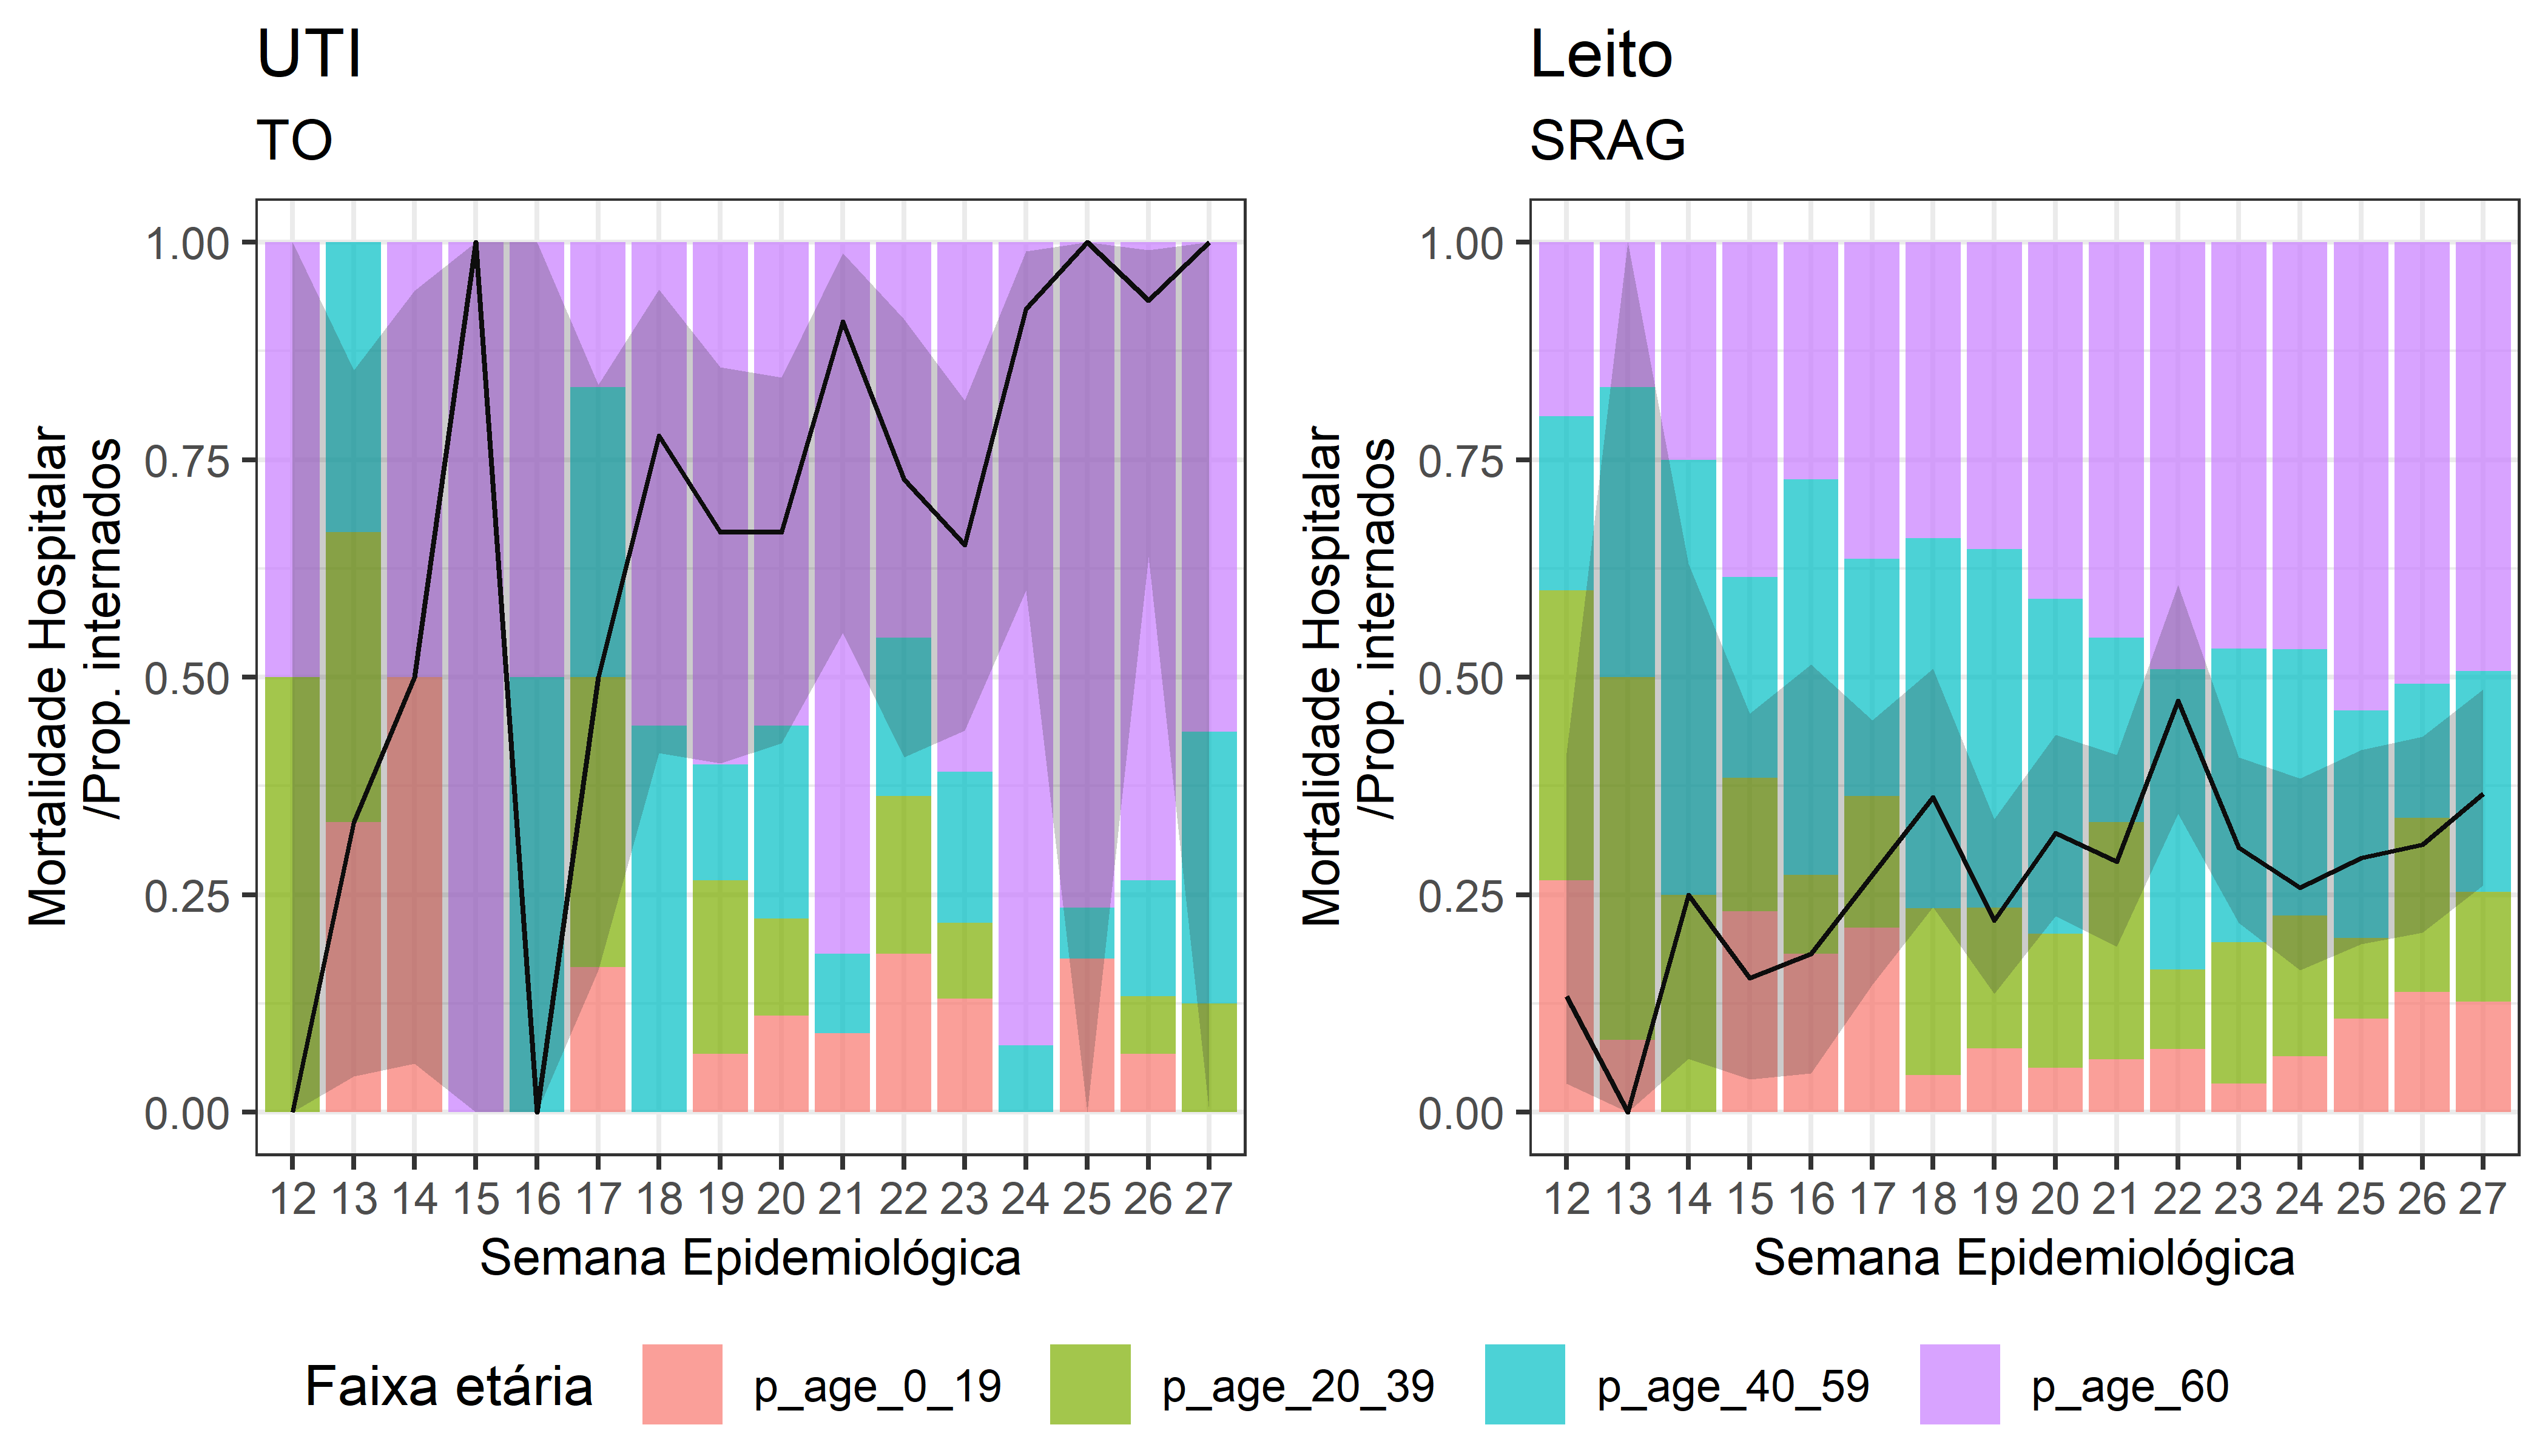 UTI
TO
Mortalidade Hospitalar
/Prop. internados
1.00
0.75
0.50
0.25
0.00
12 13 14 15 16 17 18 19 20 21 22 23 24 25 26 27
Semana Epidemiológica
Leito
SRAG
Mortalidade Hospitalar
/Prop. internados
1.00
0.75
0.50
0.25
0.00
12 13 14 15 16 17 18 19 20 21 22 23 24 25 26 27
Semana Epidemiológica
Faixa etária p_age_0_19 p_age_20_39 p_age_40_59 p_age_60